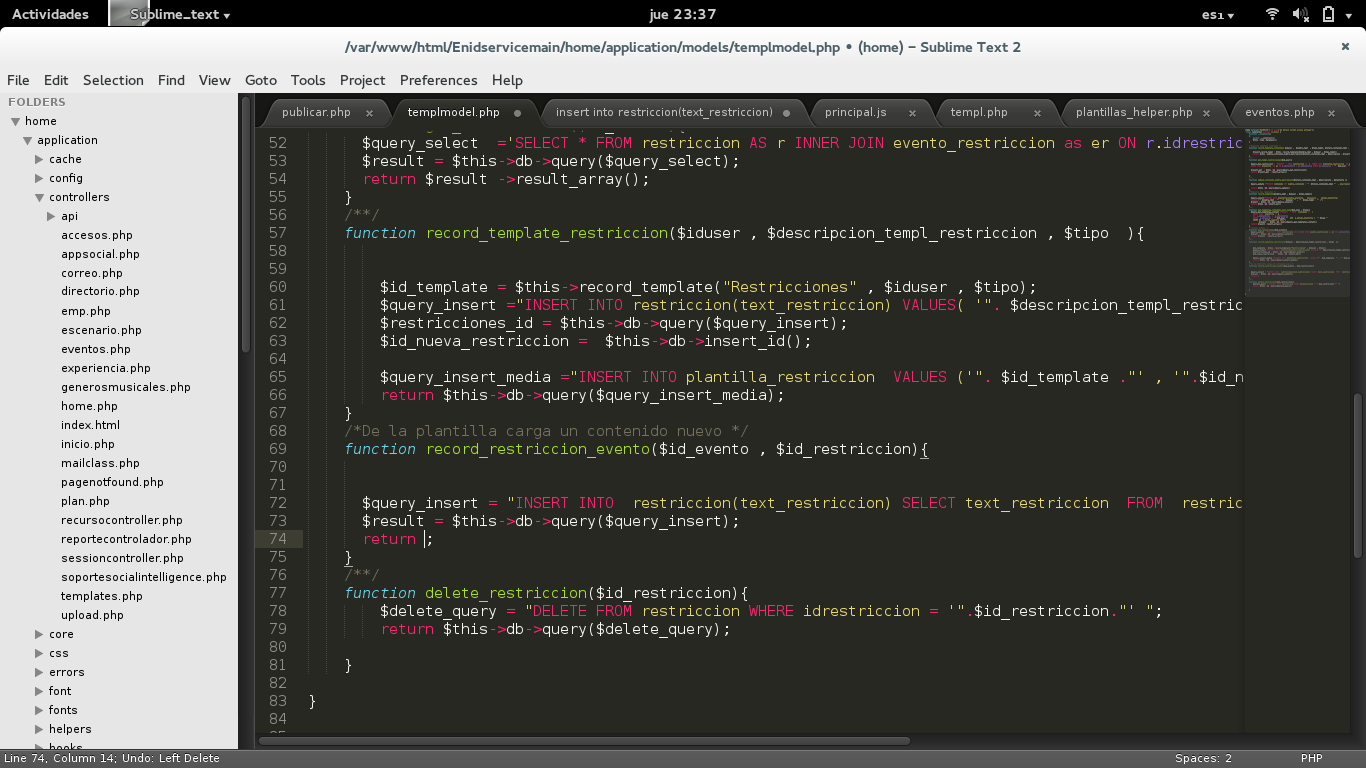 Actividades Sublime_text jue 23:37 es1
/var/www/html/Enidservicemain/home/application/models/templmodel.php • (home) – Sublime Text 2 ×
File Edit Selection Find View Goto Tools Project Preferences Help
FOLDERS
home
application
cache
config
controllers
api
accesos.php
appsocial.php
correo.php
directorio.php
emp.php
escenario.php
eventos.php
experiencia.php
generosmusicales.php
home.php
index.html
inicio.php
mailclass.php
pagenotfound.php
plan.php
recursocontroller.php
reportecontrolador.php
sessioncontroller.php
soportesocialintelligence.php
templates.php
upload.php
core
css
errors
font
fonts
helpers
hooks
publicar.php × templmodel.php insert into restriccion(text_restriccion) principal.js × templ.php × plantillas_helper.php × eventos.php ×
52 $query_select ='SELECT * FROM restriccion AS r INNER JOIN evento_restriccion as er ON r.idrestric
53 $result = $this->db->query($query_select);
54 return $result ->result_array();
55 }
56 /**/
57 function record_template_restriccion($iduser , $descripcion_templ_restriccion , $tipo ){
58
59
60 $id_template = $this->record_template("Restricciones" , $iduser , $tipo);
61 $query_insert ="INSERT INTO restriccion(text_restriccion) VALUES( '". $descripcion_templ_restric
62 $restricciones_id = $this->db->query($query_insert);
63 $id_nueva_restriccion = $this->db->insert_id();
64
65 $query_insert_media ="INSERT INTO plantilla_restriccion VALUES ('". $id_template ."' , '".$id_n
66 return $this->db->query($query_insert_media);
67 }
68 /*De la plantilla carga un contenido nuevo */
69 function record_restriccion_evento($id_evento , $id_restriccion){
70
71
72 $query_insert = "INSERT INTO restriccion(text_restriccion) SELECT text_restriccion FROM restric
73 $result = $this->db->query($query_insert);
74 return ;
75 }
76 /**/
77 function delete_restriccion($id_restriccion){
78 $delete_query = "DELETE FROM restriccion WHERE idrestriccion = '".$id_restriccion."' ";
79 return $this->db->query($delete_query);
80
81 }
82
83 }
84
Line 74, Column 14; Undo: Left Delete Spaces: 2 PHP